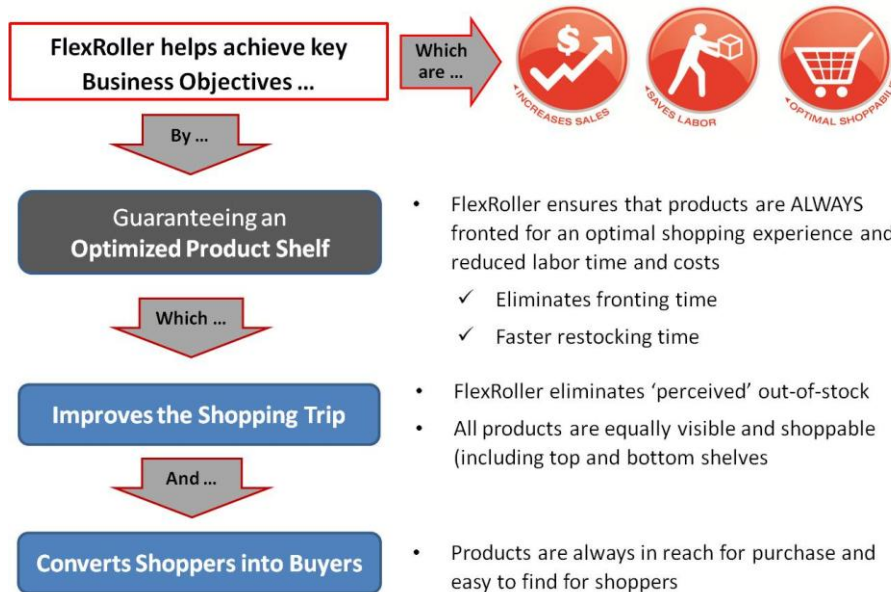 FlexRoller helps achieve key
Business Objectives ...
Which
are ...
INCREASES SALES
SAVES LABOR
OPTIMAL SHOPPABIL
By ...
Guaranteeing an
Optimized Product Shelf
• FlexRoller ensures that products are ALWAYS
fronted for an optimal shopping experience and
reduced labor time and costs
✓ Eliminates fronting time
✓ Faster restocking time
Which ...
Improves the Shopping Trip
• FlexRoller eliminates ‘perceived’ out-of-stock
• All products are equally visible and shoppable
(including top and bottom shelves
And ...
Converts Shoppers into Buyers
• Products are always in reach for purchase and
easy to find for shoppers